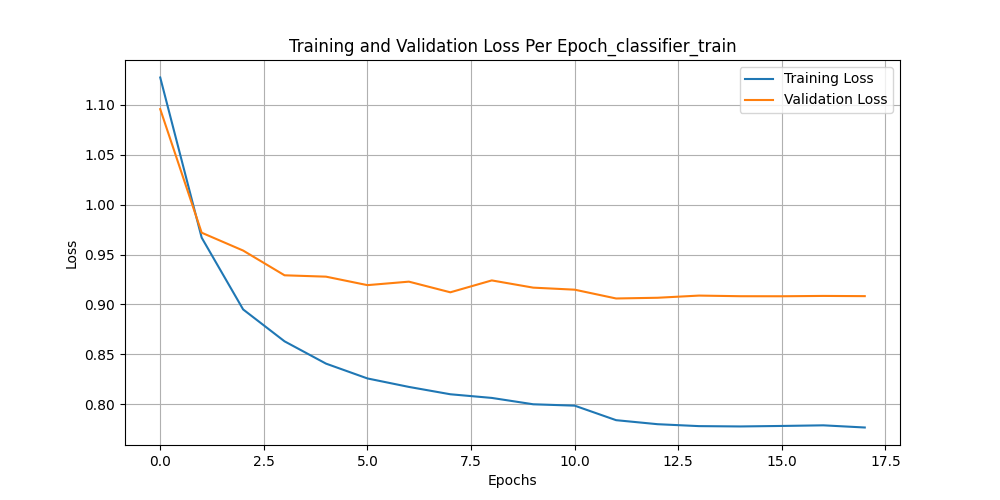 Training and Validation Loss Per Epoch_classifier_train
Training Loss
Validation Loss
Loss
1.10
1.05
1.00
0.95
0.90
0.85
0.80
0.0 2.5 5.0 7.5 10.0 12.5 15.0 17.5
Epochs